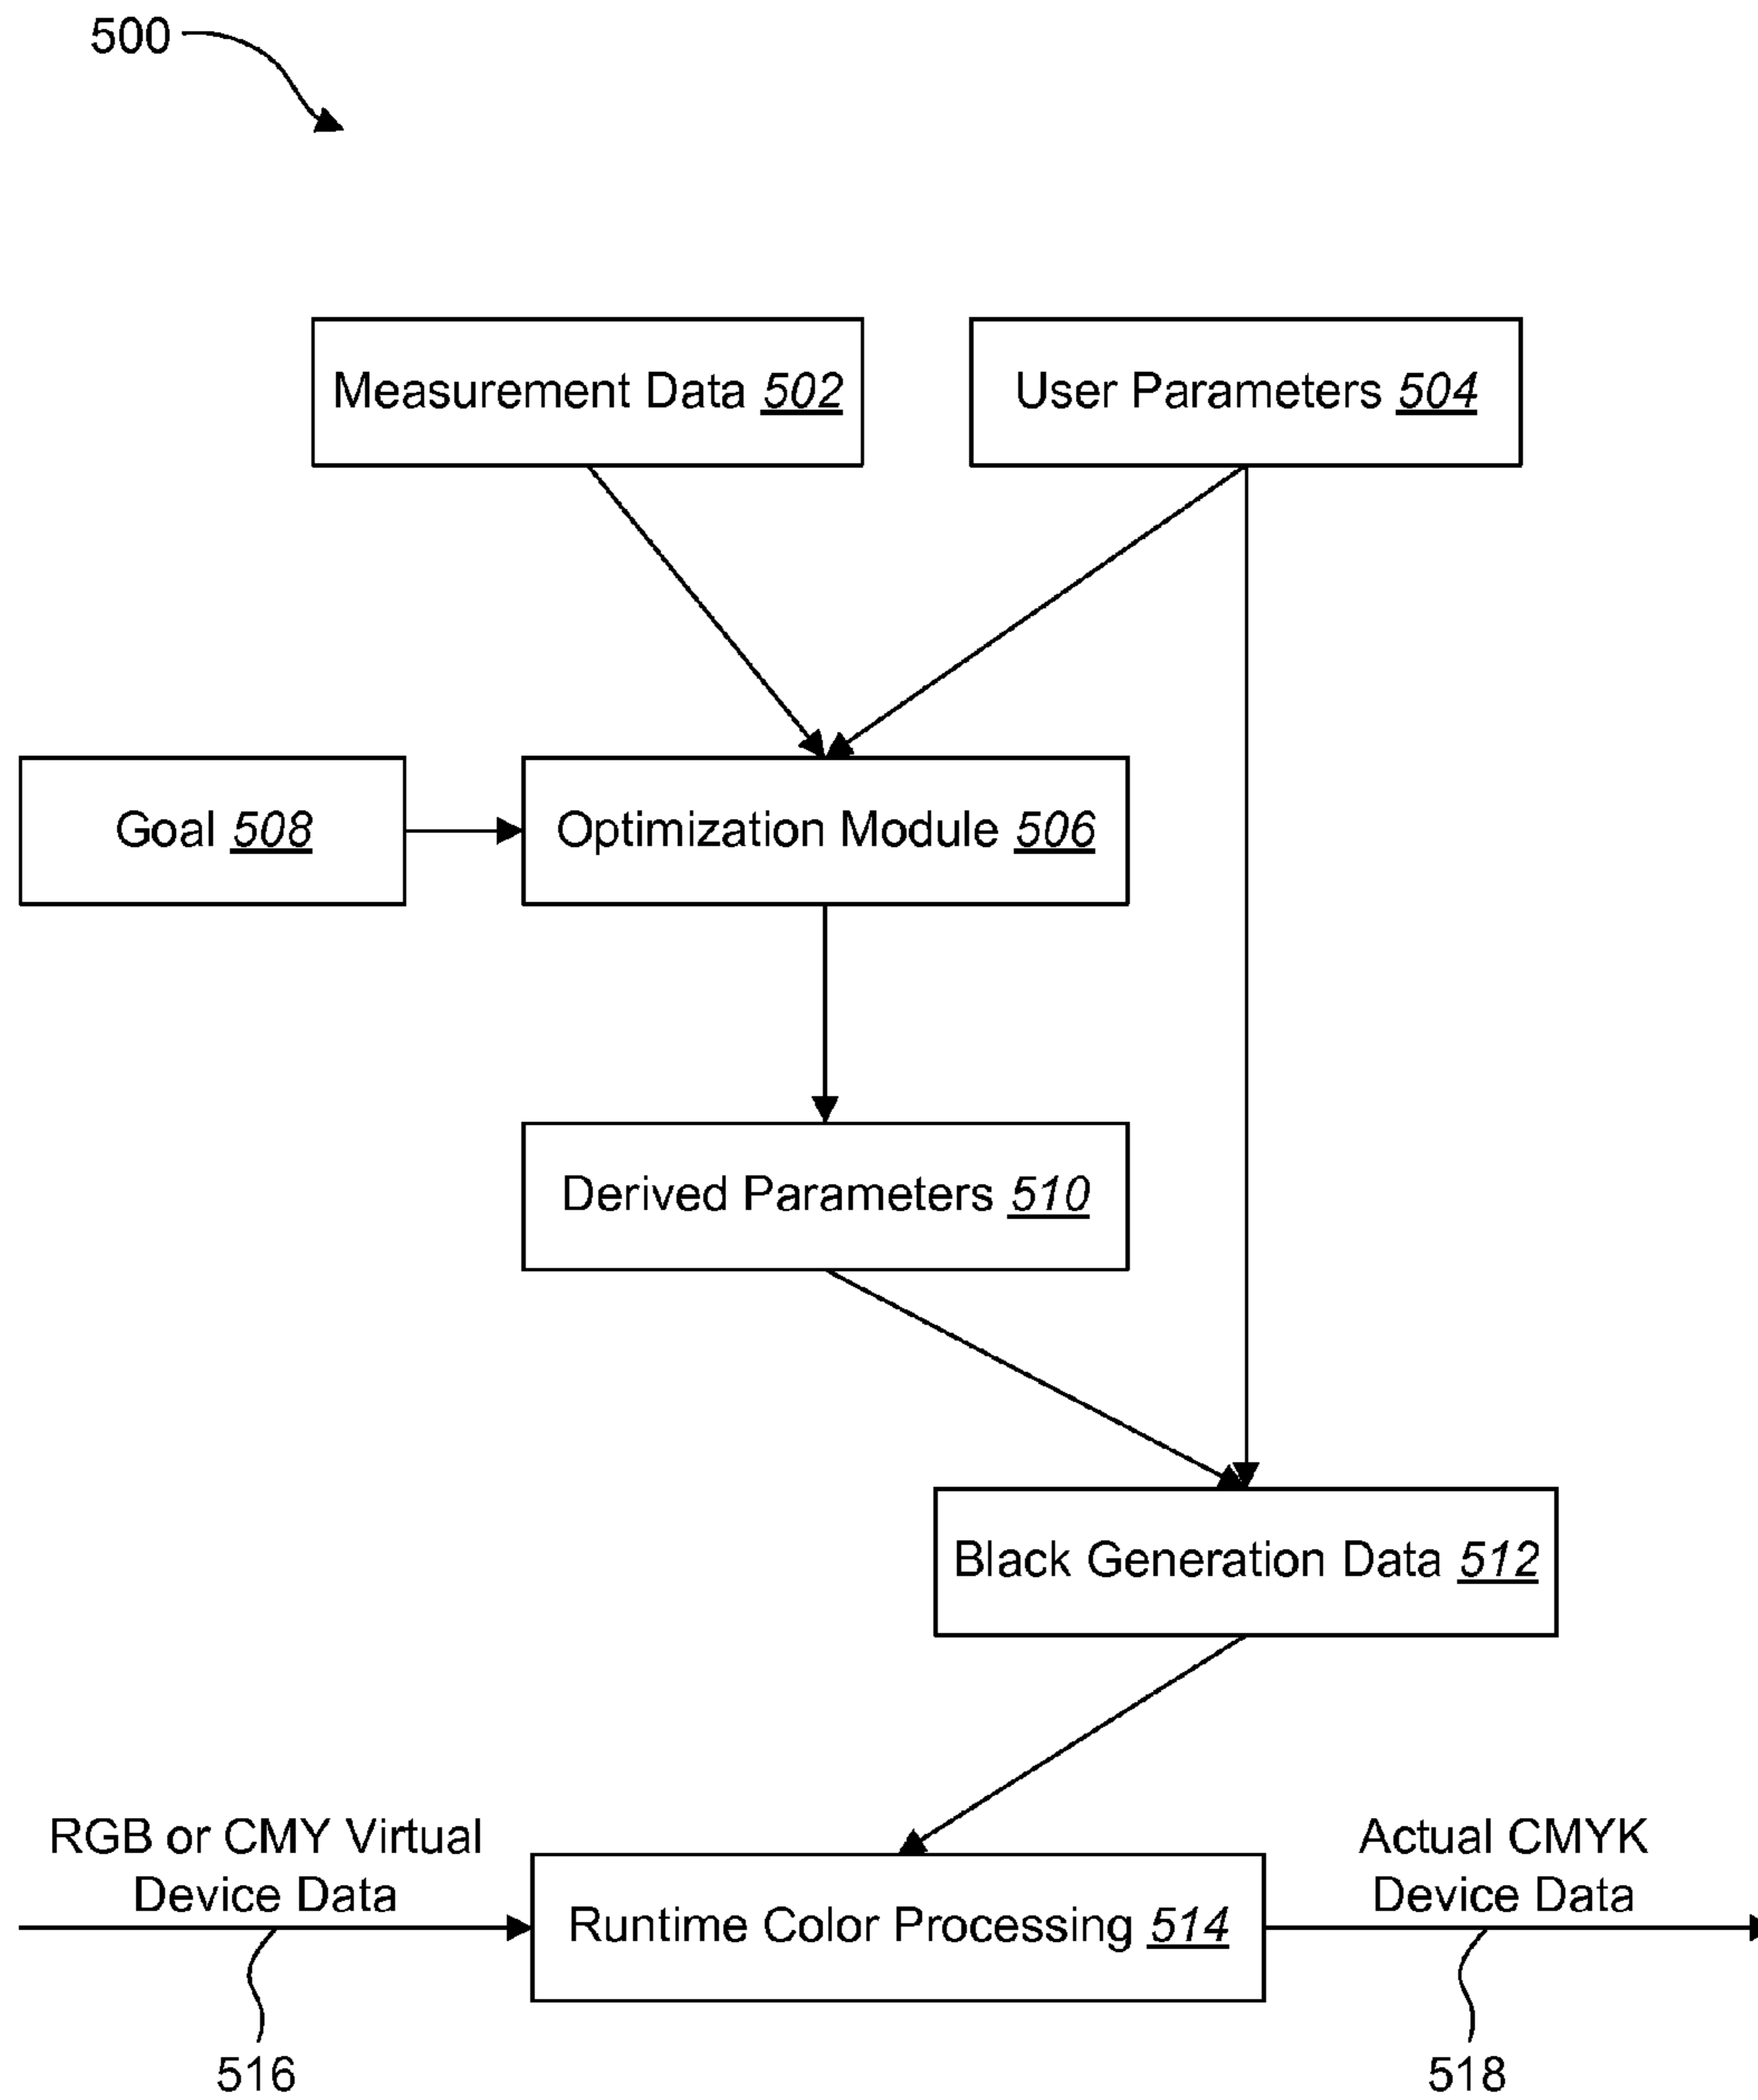 500
Measurement Data 502
User Parameters 504
Goal 508
Optimization Module 506
Derived Parameters 510
Black Generation Data 512
RGB or CMY Virtual
Device Data
Runtime Color Processing 514
Actual CMYK
Device Data
516
518